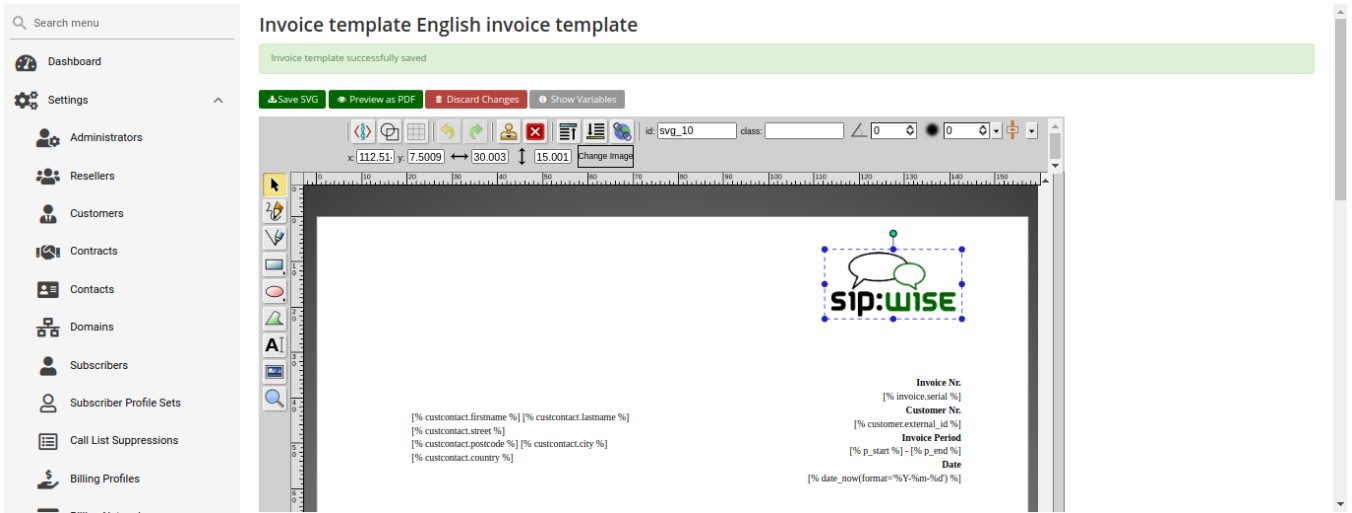 Search menu
Dashboard
Settings
Administrators
Resellers
Customers
Contracts
Contacts
Domains
Subscribers
Subscriber Profile Sets
Call List Suppressions
Billing Profiles
Invoice template English invoice template
Invoice template successfully saved
Save SVG Preview as PDF Discard Changes Show Variables
id: svg_10 class: 0 0
x: 112.51 y: 7.5009 30.003 15.001 Change Image
0 10 20 30 40 50 60 70 80 90 100 110 120 130 140 150
sip:wise
Invoice Nr.
[% invoice.serial %]
Customer Nr.
[% customer.external_id %]
Invoice Period
[% p_start %] - [% p_end %]
Date
[% date_now(format='%Y-%m-%d') %]
[% custcontact.firstname %] [% custcontact.lastname %]
[% custcontact.street %]
[% custcontact.postcode %] [% custcontact.city %]
[% custcontact.country %]